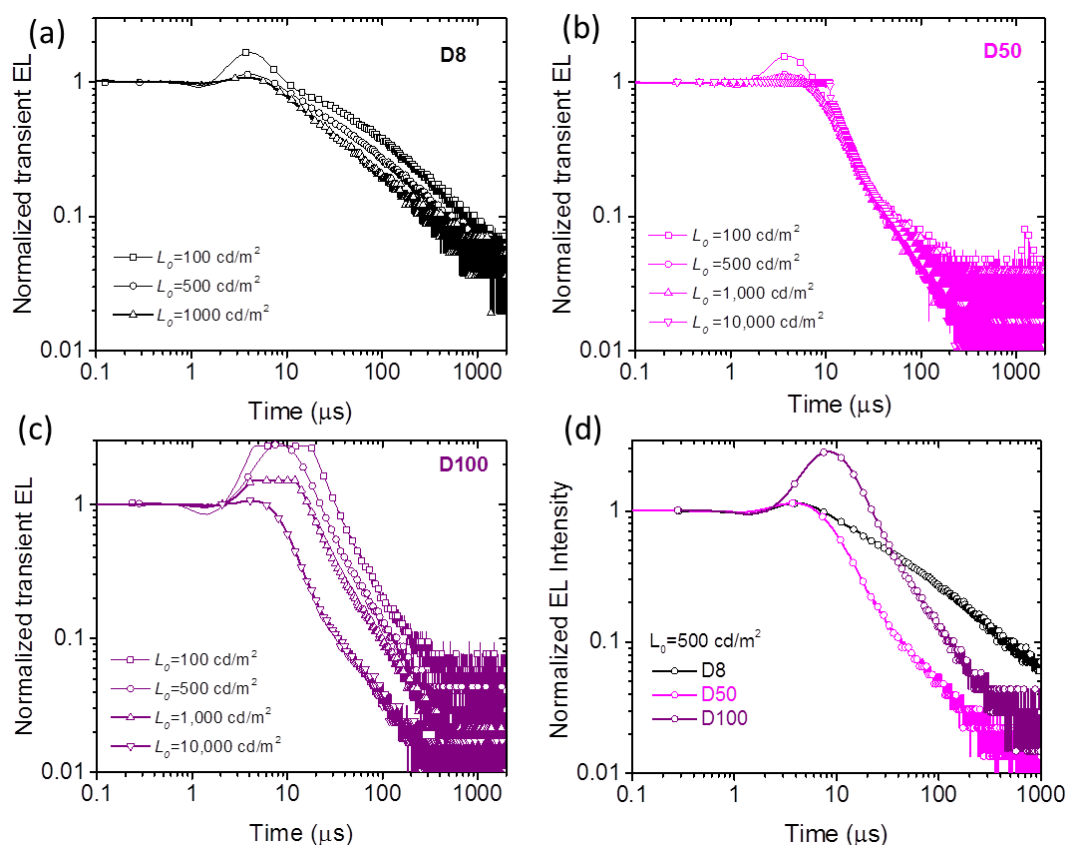 (a)
D8
Normalized transient EL
1
0.1
0.01
L₀=100 cd/m²
L₀=500 cd/m²
L₀=1000 cd/m²
0.1 1 10 100 1000
Time (μs)
(b)
D50
Normalized transient EL
1
0.1
0.01
L₀=100 cd/m²
L₀=500 cd/m²
L₀=1,000 cd/m²
L₀=10,000 cd/m²
0.1 1 10 100 1000
Time (μs)
(c)
D100
Normalized transient EL
1
0.1
0.01
L₀=100 cd/m²
L₀=500 cd/m²
L₀=1,000 cd/m²
L₀=10,000 cd/m²
0.1 1 10 100 1000
Time (μs)
(d)
Normalized EL Intensity
1
0.1
0.01
L₀=500 cd/m²
D8
D50
D100
0.1 1 10 100 1000
Time (μs)